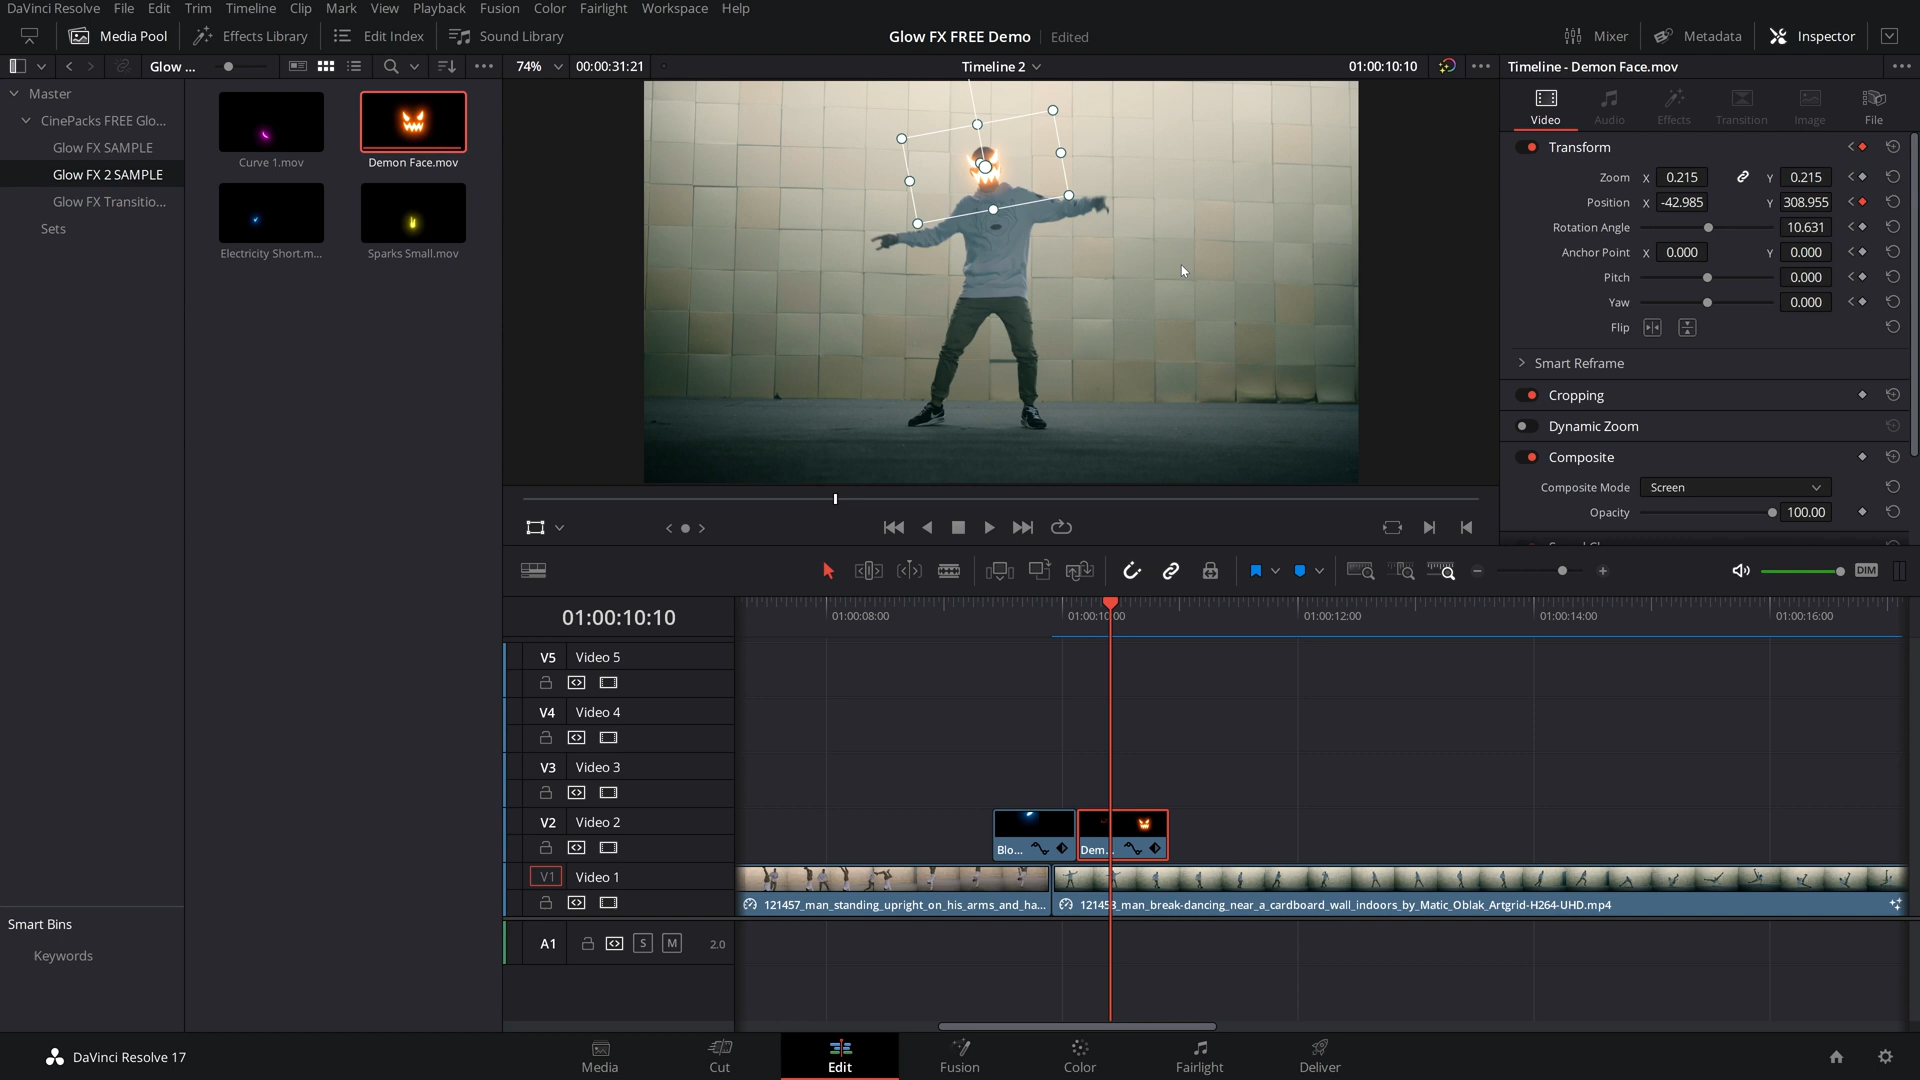 DaVinci Resolve File Edit Trim Timeline Clip Mark View Playback Fusion Color Fairlight Workspace Help
Media Pool Effects Library Edit Index Sound Library Glow FX FREE Demo Edited Mixer Metadata Inspector
Glow ... 74% 00:00:31:21 Timeline 2 01:00:10:10 Timeline - Demon Face.mov
Master
CinePacks FREE Glo...
Glow FX SAMPLE
Glow FX 2 SAMPLE
Glow FX Transitio...
Sets
Curve 1.mov Demon Face.mov
Electricity Short.m... Sparks Small.mov
Video Audio Effects Transition Image File
Transform
Zoom X 0.215 Y 0.215
Position X -42.985 Y 308.955
Rotation Angle 10.631
Anchor Point X 0.000 Y 0.000
Pitch 0.000
Yaw 0.000
Flip
Smart Reframe
Cropping
Dynamic Zoom
Composite
Composite Mode Screen
Opacity 100.00
DIM
01:00:10:10 01:00:08:00 01:00:10:00 01:00:12:00 01:00:14:00 01:00:16:00
V5 Video 5
V4 Video 4
V3 Video 3
V2 Video 2
Blo... Dem...
V1 Video 1
121457_man_standing_upright_on_his_arms_and_ha... 121453_man_break-dancing_near_a_cardboard_wall_indoors_by_Matic_Oblak_Artgrid-H264-UHD.mp4
A1 S M 2.0
Smart Bins
Keywords
DaVinci Resolve 17 Media Cut Edit Fusion Color Fairlight Deliver